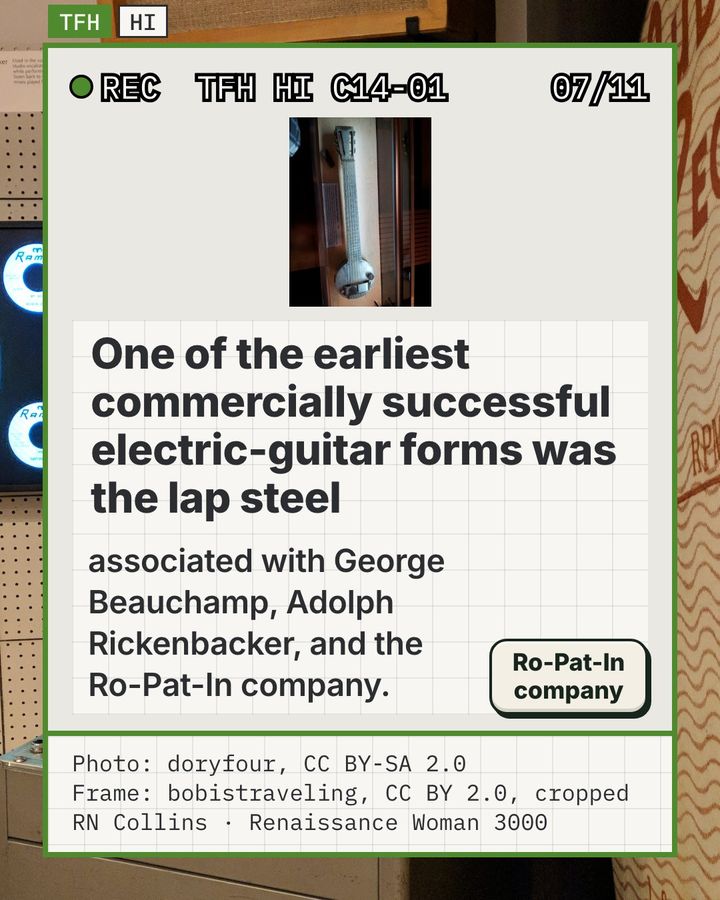 TFH HI
REC TFH HI C14-01 07/11
One of the earliest
commercially successful
electric-guitar forms was
the lap steel
associated with George
Beauchamp, Adolph
Rickenbacker, and the
Ro-Pat-In company.
Ro-Pat-In
company
Photo: doryfour, CC BY-SA 2.0
Frame: bobistraveling, CC BY 2.0, cropped
RN Collins · Renaissance Woman 3000